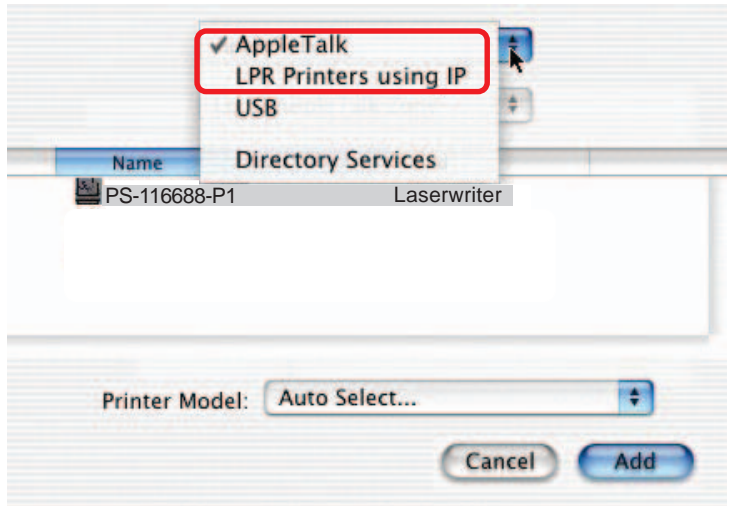 ✓ AppleTalk
LPR Printers using IP
USB
Directory Services
Name
PS-116688-P1 Laserwriter
Printer Model: Auto Select...
Cancel Add